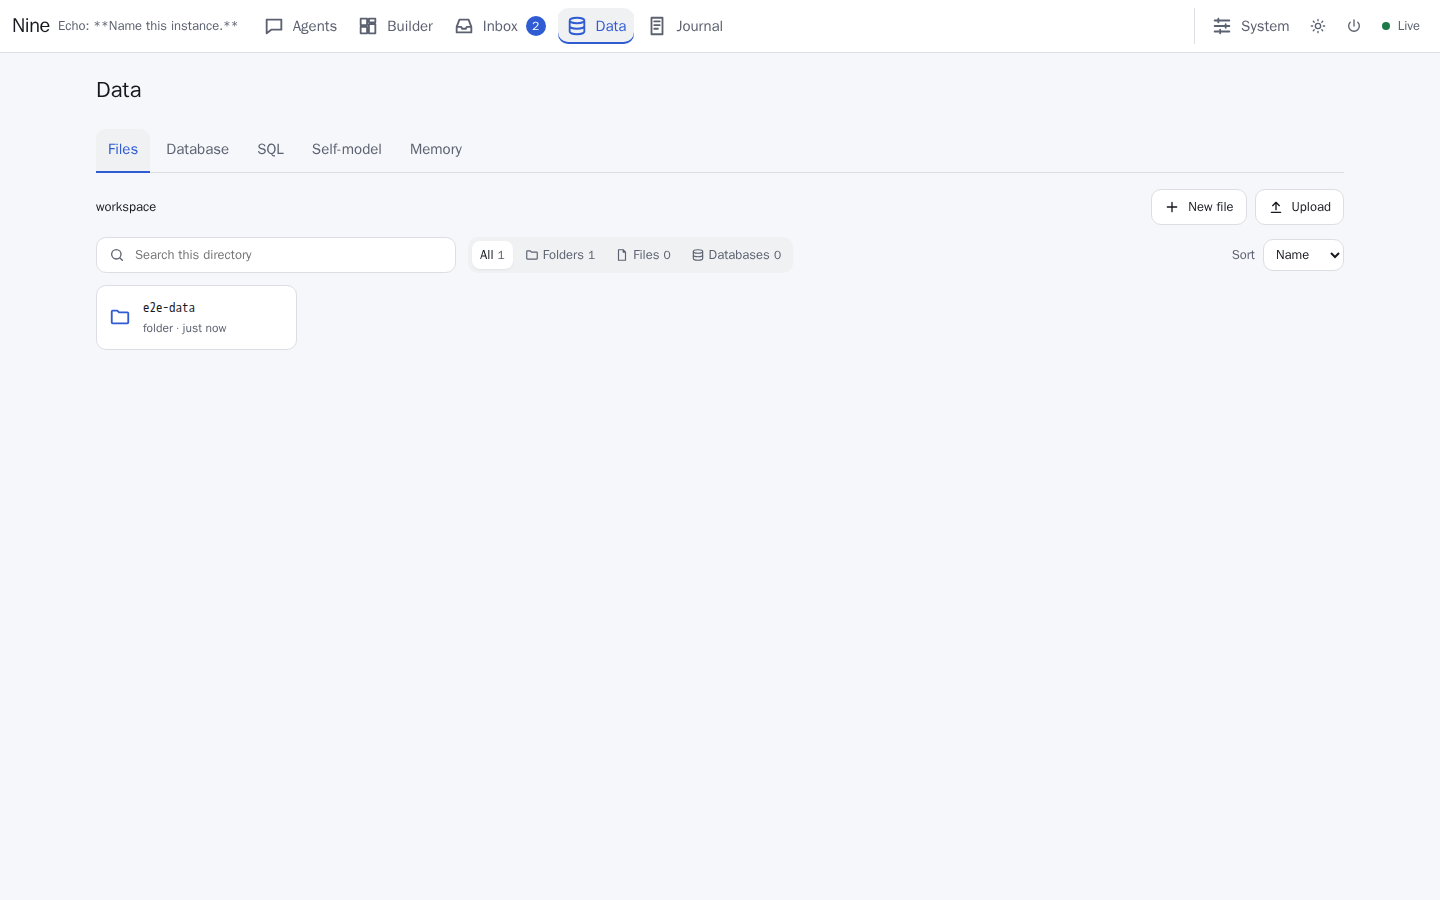 Nine Echo: **Name this instance.** Agents Builder Inbox 2 Data Journal System Live
Data
Files Database SQL Self-model Memory
workspace New file Upload
Search this directory All 1 Folders 1 Files 0 Databases 0 Sort Name
e2e-data
folder · just now